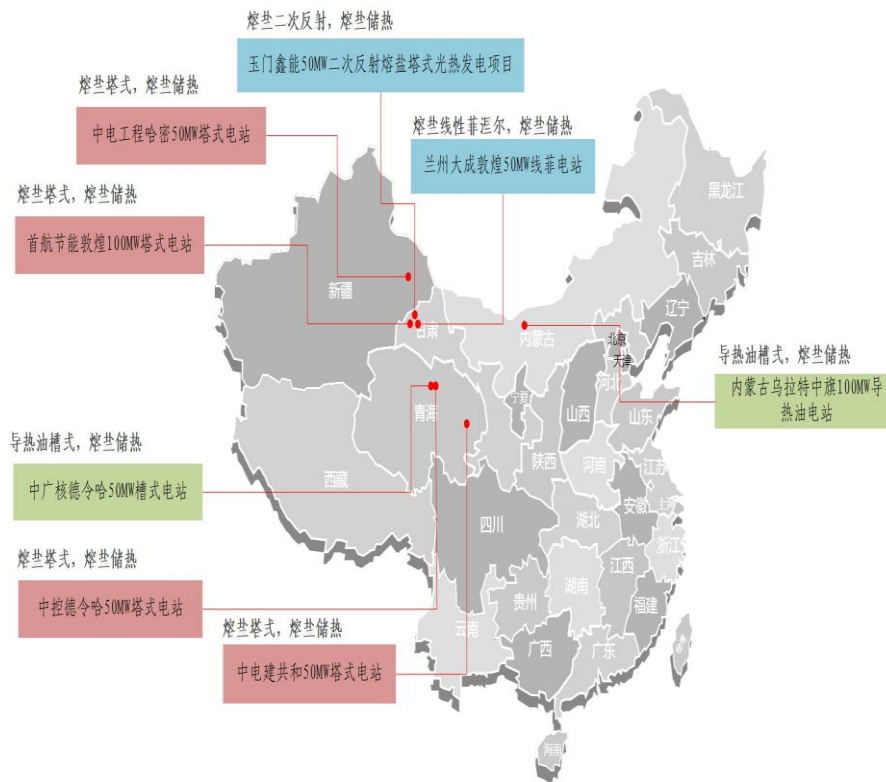 熔盐二次反射，熔盐储热
玉门鑫能50MW二次反射熔盐塔式光热发电项目
熔盐塔式，熔盐储热
中电工程哈密50MW塔式电站
熔盐线性菲涅尔，熔盐储热
兰州大成敦煌50MW线菲电站
熔盐塔式，熔盐储热
首航节能敦煌100MW塔式电站
黑龙江
吉林
新疆
辽宁
甘肃
内蒙古
北京
天津
导热油槽式，熔盐储热
内蒙古乌拉特中旗100MW导
热油电站
河北
宁夏
青海
山西
山东
导热油槽式，熔盐储热
中广核德令哈50MW槽式电站
西藏
陕西
河南
江苏
上海
安徽
四川
湖北
浙江
熔盐塔式，熔盐储热
中控德令哈50MW塔式电站
江西
湖南
贵州
福建
云南
熔盐塔式，熔盐储热
中电建共和50MW塔式电站
广西
广东
台湾
海南